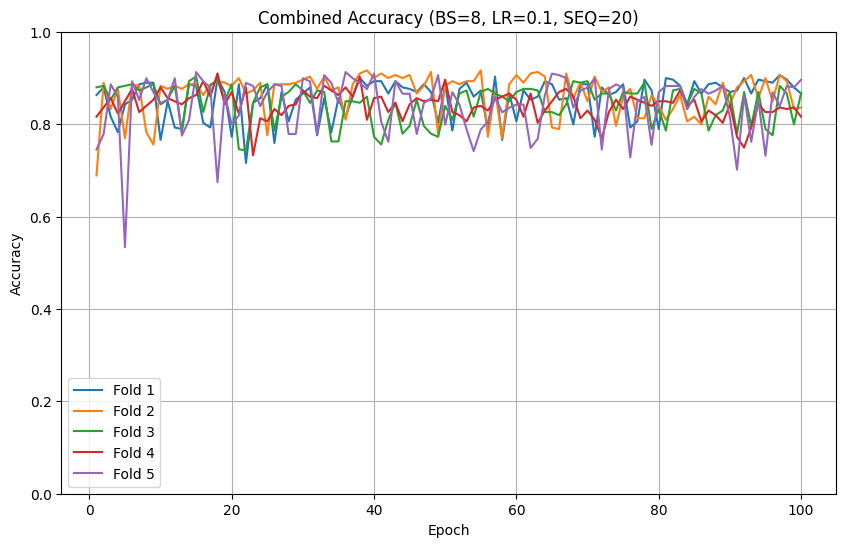 Combined Accuracy (BS=8, LR=0.1, SEQ=20)
Accuracy
1.0
0.8
0.6
0.4
0.2
0.0
Fold 1
Fold 2
Fold 3
Fold 4
Fold 5
0 20 40 60 80 100
Epoch